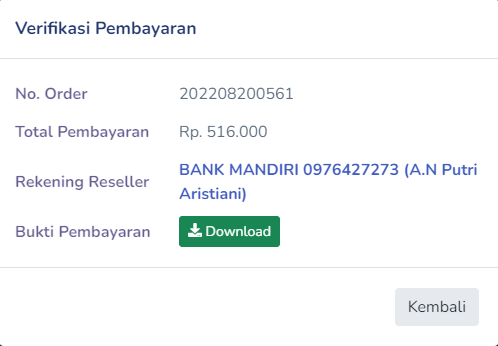 Verifikasi Pembayaran
No. Order 202208200561
Total Pembayaran Rp. 516.000
Rekening Reseller BANK MANDIRI 0976427273 (A.N Putri
Aristiani)
Bukti Pembayaran Download
Kembali